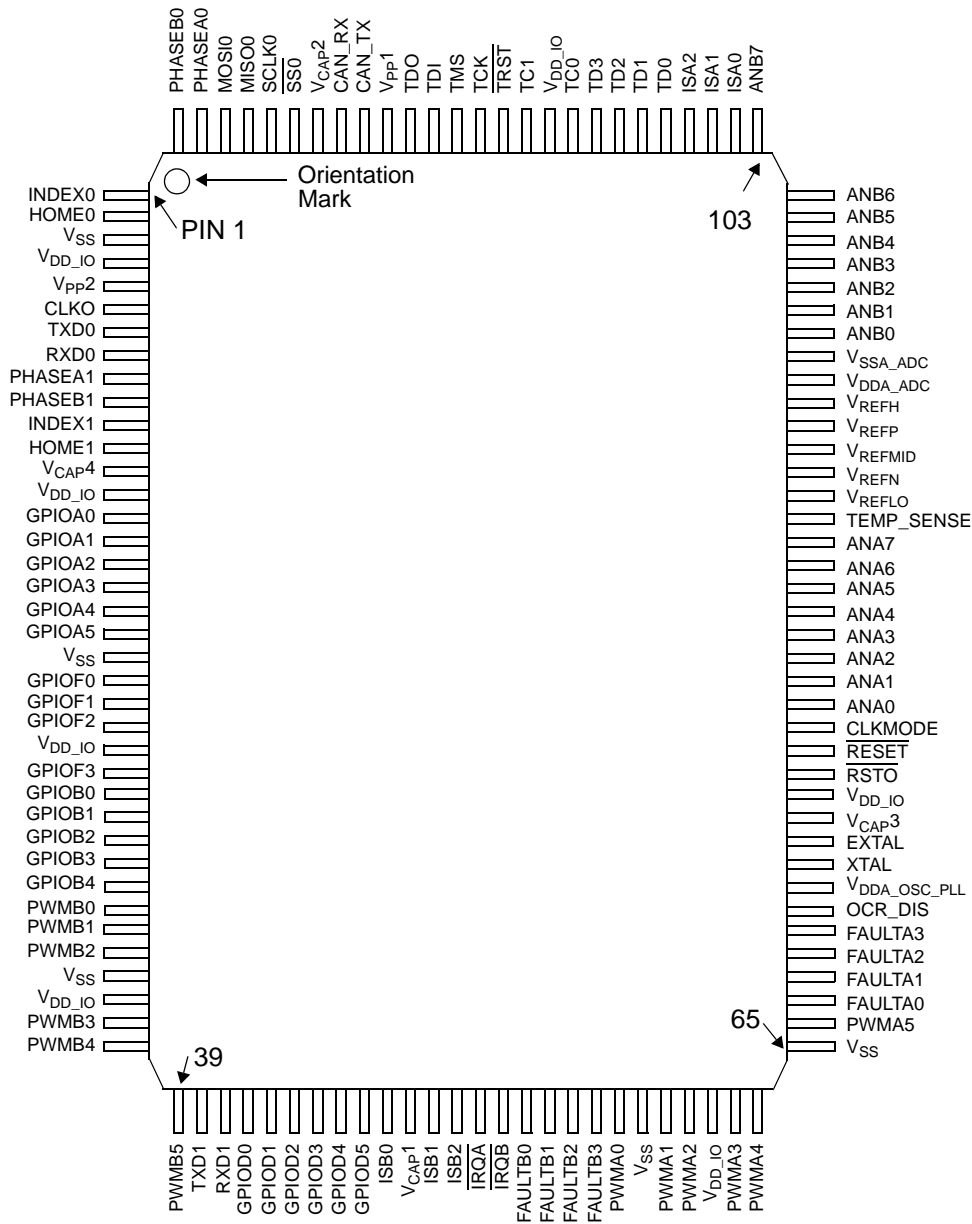 PHASEB0
PHASEA0
MOSI0
MISO0
SCLK0
SS0
VCAP2
CAN_RX
CAN_TX
VPP1
TDO
TDI
TMS
TCK
TRST
TC1
VDD_IO
TC0
TD3
TD2
TD1
TD0
ISA2
ISA1
ISA0
ANB7
Orientation
Mark
PIN 1
103
INDEX0
HOME0
VSS
VDD_IO
VPP2
CLKO
TXD0
RXD0
PHASEA1
PHASEB1
INDEX1
HOME1
VCAP4
VDD_IO
GPIOA0
GPIOA1
GPIOA2
GPIOA3
GPIOA4
GPIOA5
VSS
GPIOF0
GPIOF1
GPIOF2
VDD_IO
GPIOF3
GPIOB0
GPIOB1
GPIOB2
GPIOB3
GPIOB4
PWMB0
PWMB1
PWMB2
VSS
VDD_IO
PWMB3
PWMB4
ANB6
ANB5
ANB4
ANB3
ANB2
ANB1
ANB0
VSSA_ADC
VDDA_ADC
VREFH
VREFP
VREFMID
VREFN
VREFLO
TEMP_SENSE
ANA7
ANA6
ANA5
ANA4
ANA3
ANA2
ANA1
ANA0
CLKMODE
RESET
RSTO
VDD_IO
VCAP3
EXTAL
XTAL
VDDA_OSC_PLL
OCR_DIS
FAULTA3
FAULTA2
FAULTA1
FAULTA0
PWMA5
VSS
65
39
PWMB5
TXD1
RXD1
GPIOD0
GPIOD1
GPIOD2
GPIOD3
GPIOD4
GPIOD5
ISB0
VCAP1
ISB1
ISB2
IRQA
IRQB
FAULTB0
FAULTB1
FAULTB2
FAULTB3
PWMA0
VSS
PWMA1
PWMA2
VDD_IO
PWMA3
PWMA4